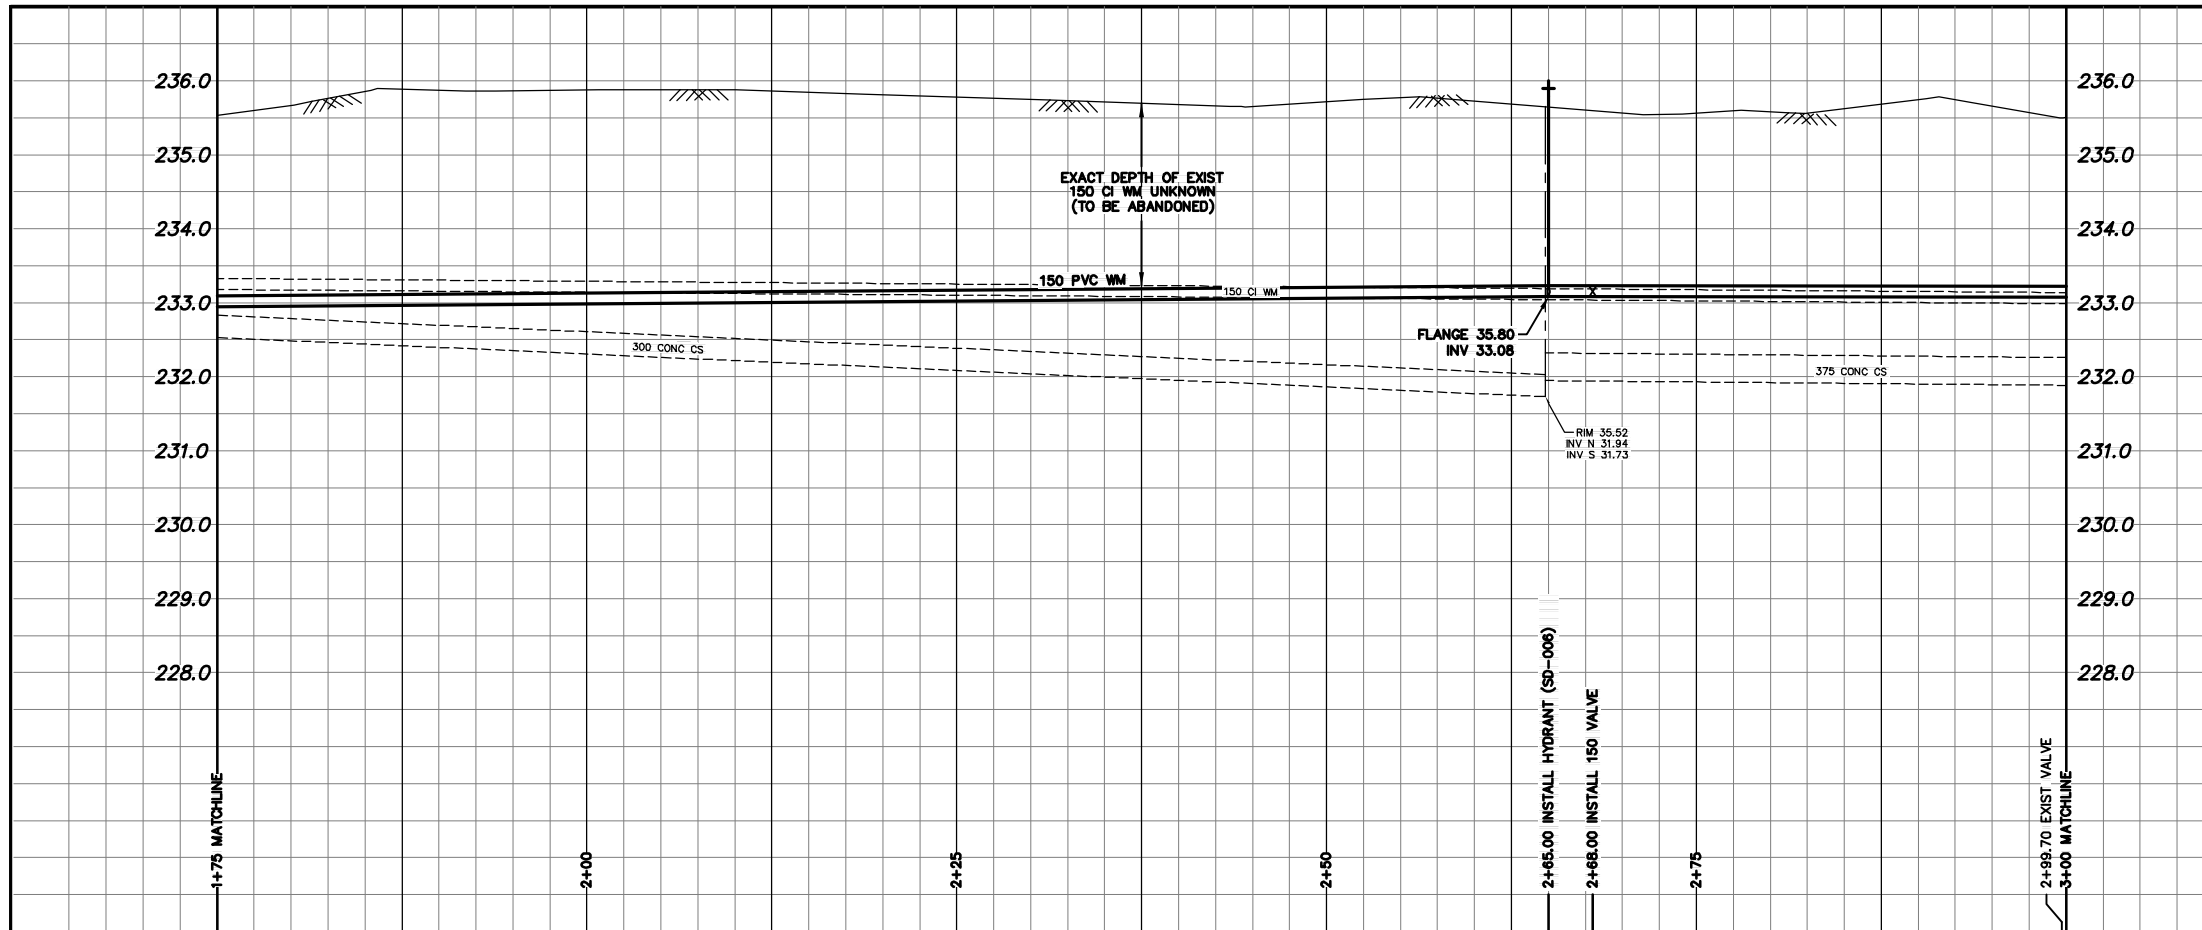 236.0
236.0
235.0
235.0
EXACT DEPTH OF EXIST
150 CI WM UNKNOWN
(TO BE ABANDONED)
234.0
234.0
150 PVC WM
150 CI WM
233.0
233.0
FLANGE 35.80
INV 33.08
300 CONC CS
375 CONC CS
232.0
232.0
RIM 35.52
INV N 31.94
INV S 31.73
231.0
231.0
230.0
230.0
229.0
229.0
228.0
228.0
1+75 MATCHLINE
2+00
2+25
2+50
2+65.00 INSTALL HYDRANT (SD-006)
2+68.00 INSTALL 150 VALVE
2+75
2+99.70 EXIST VALVE
3+00 MATCHLINE